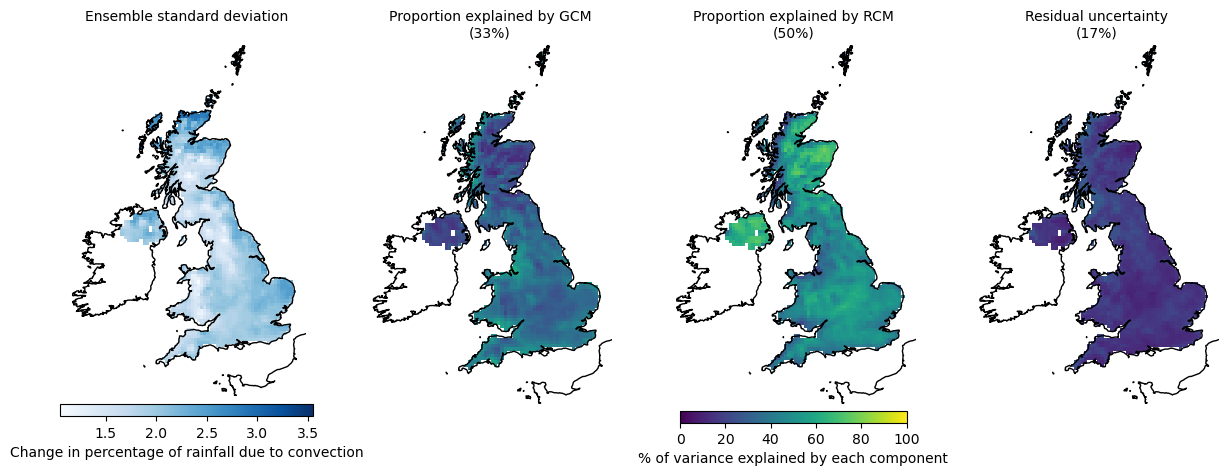 Ensemble standard deviation
Proportion explained by GCM
(33%)
Proportion explained by RCM
(50%)
Residual uncertainty
(17%)
1.5 2.0 2.5 3.0 3.5
Change in percentage of rainfall due to convection
0 20 40 60 80 100
% of variance explained by each component